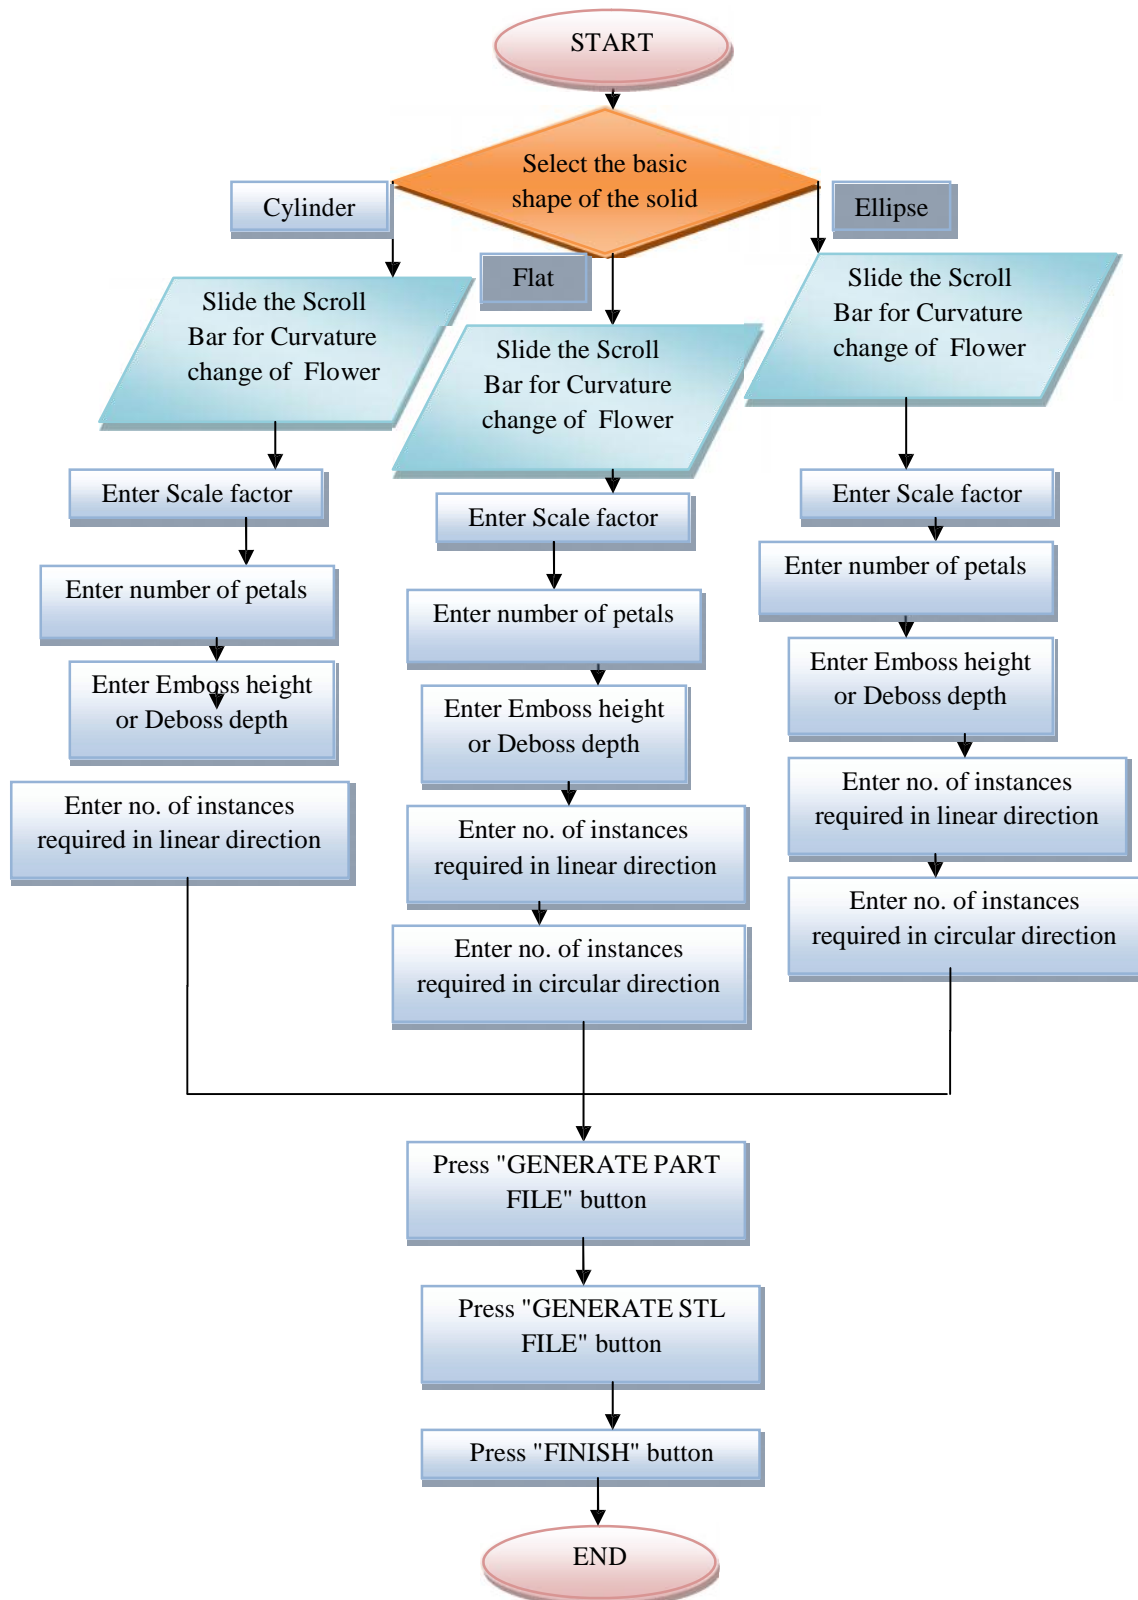 START
Select the basic
shape of the solid
Cylinder
Flat
Ellipse
Slide the Scroll
Bar for Curvature
change of Flower
Enter Scale factor
Enter number of petals
Enter Emboss height
or Deboss depth
Enter no. of instances
required in linear direction
Slide the Scroll
Bar for Curvature
change of Flower
Enter Scale factor
Enter number of petals
Enter Emboss height
or Deboss depth
Enter no. of instances
required in linear direction
Enter no. of instances
required in circular direction
Slide the Scroll
Bar for Curvature
change of Flower
Enter Scale factor
Enter number of petals
Enter Emboss height
or Deboss depth
Enter no. of instances
required in linear direction
Enter no. of instances
required in circular direction
Press "GENERATE PART
FILE" button
Press "GENERATE STL
FILE" button
Press "FINISH" button
END